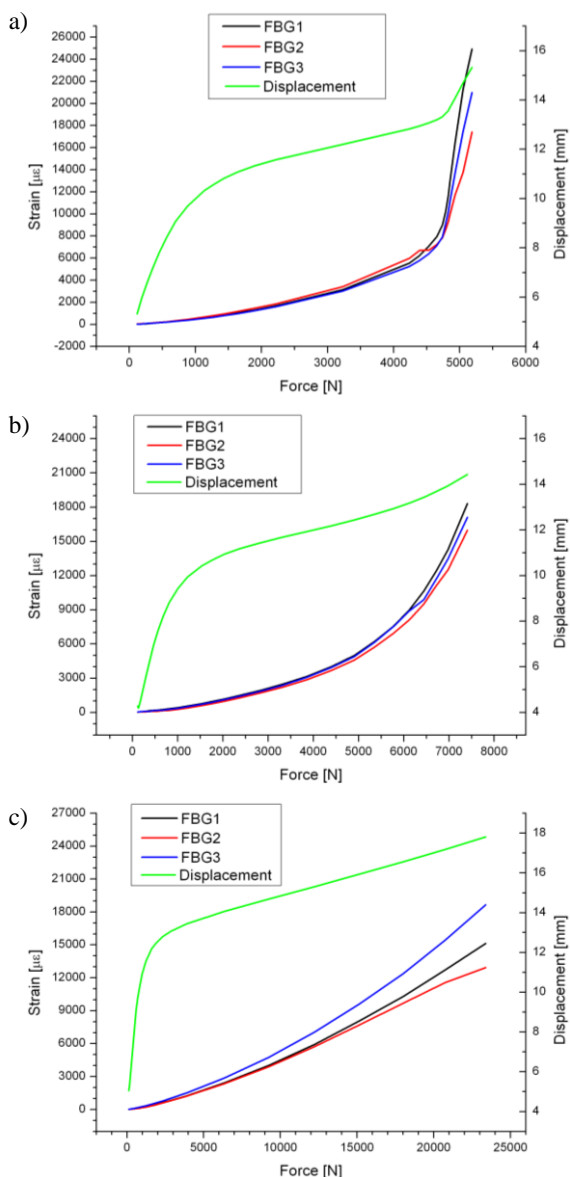 a)
FBG1
FBG2
FBG3
Displacement
26000
24000
22000
20000
18000
16000
14000
12000
10000
8000
6000
4000
2000
0
-2000
Strain [με]
16
14
12
10
8
6
4
Displacement [mm]
0 1000 2000 3000 4000 5000 6000
Force [N]
b)
FBG1
FBG2
FBG3
Displacement
24000
21000
18000
15000
12000
9000
6000
3000
0
Strain [με]
16
14
12
10
8
6
4
Displacement [mm]
0 1000 2000 3000 4000 5000 6000 7000 8000
Force [N]
c)
FBG1
FBG2
FBG3
Displacement
27000
24000
21000
18000
15000
12000
9000
6000
3000
0
Strain [με]
18
16
14
12
10
8
6
4
Displacement [mm]
0 5000 10000 15000 20000 25000
Force [N]